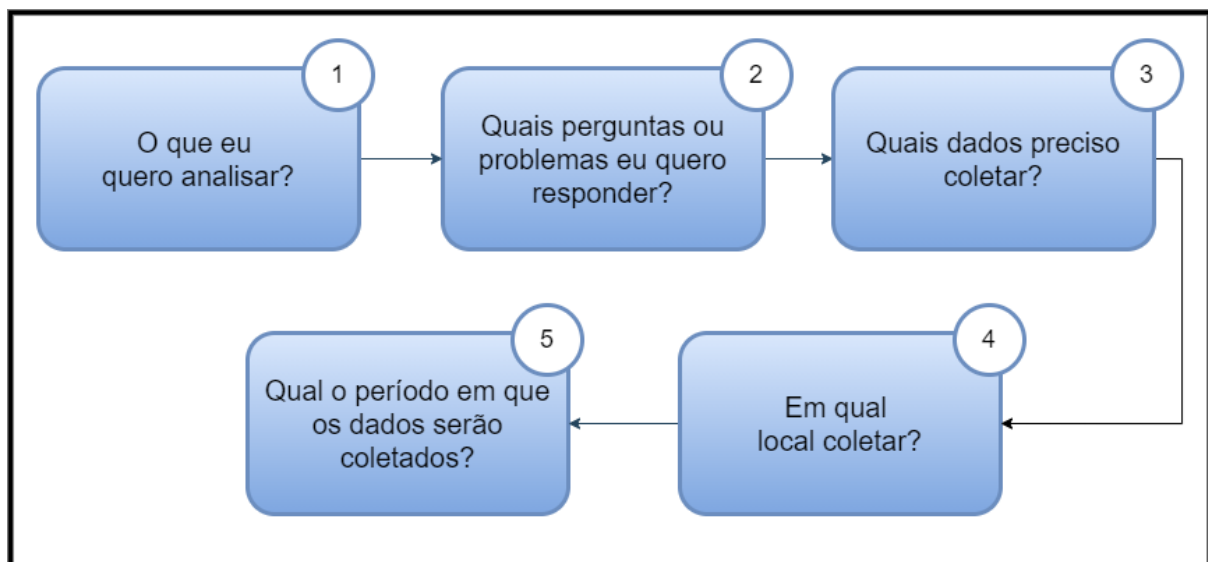 1
O que eu
quero analisar?
2
Quais perguntas ou
problemas eu quero
responder?
3
Quais dados preciso
coletar?
4
Em qual
local coletar?
5
Qual o período em que
os dados serão
coletados?